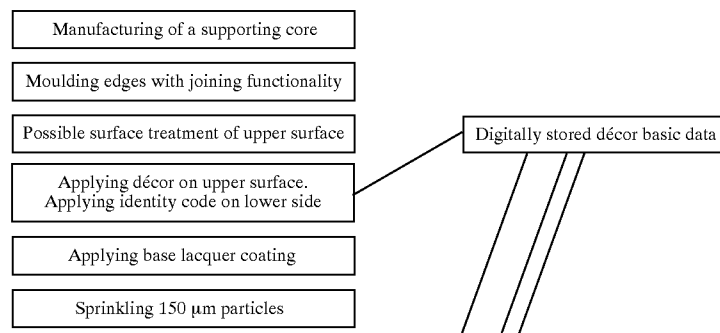 Manufacturing of a supporting core
Moulding edges with joining functionality
Possible surface treatment of upper surface
Digitally stored décor basic data
Applying décor on upper surface.
Applying identity code on lower side
Applying base lacquer coating
Sprinkling 150 µm particles